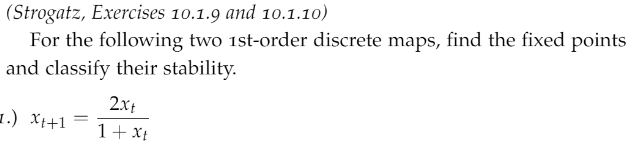 (Strogatz, Exercises 10.1.9 and 10.1.10)
For the following two 1st-order discrete maps, find the fixed points
and classify their stability.
1.) x_{t+1} = \frac{2x_t}{1 + x_t}